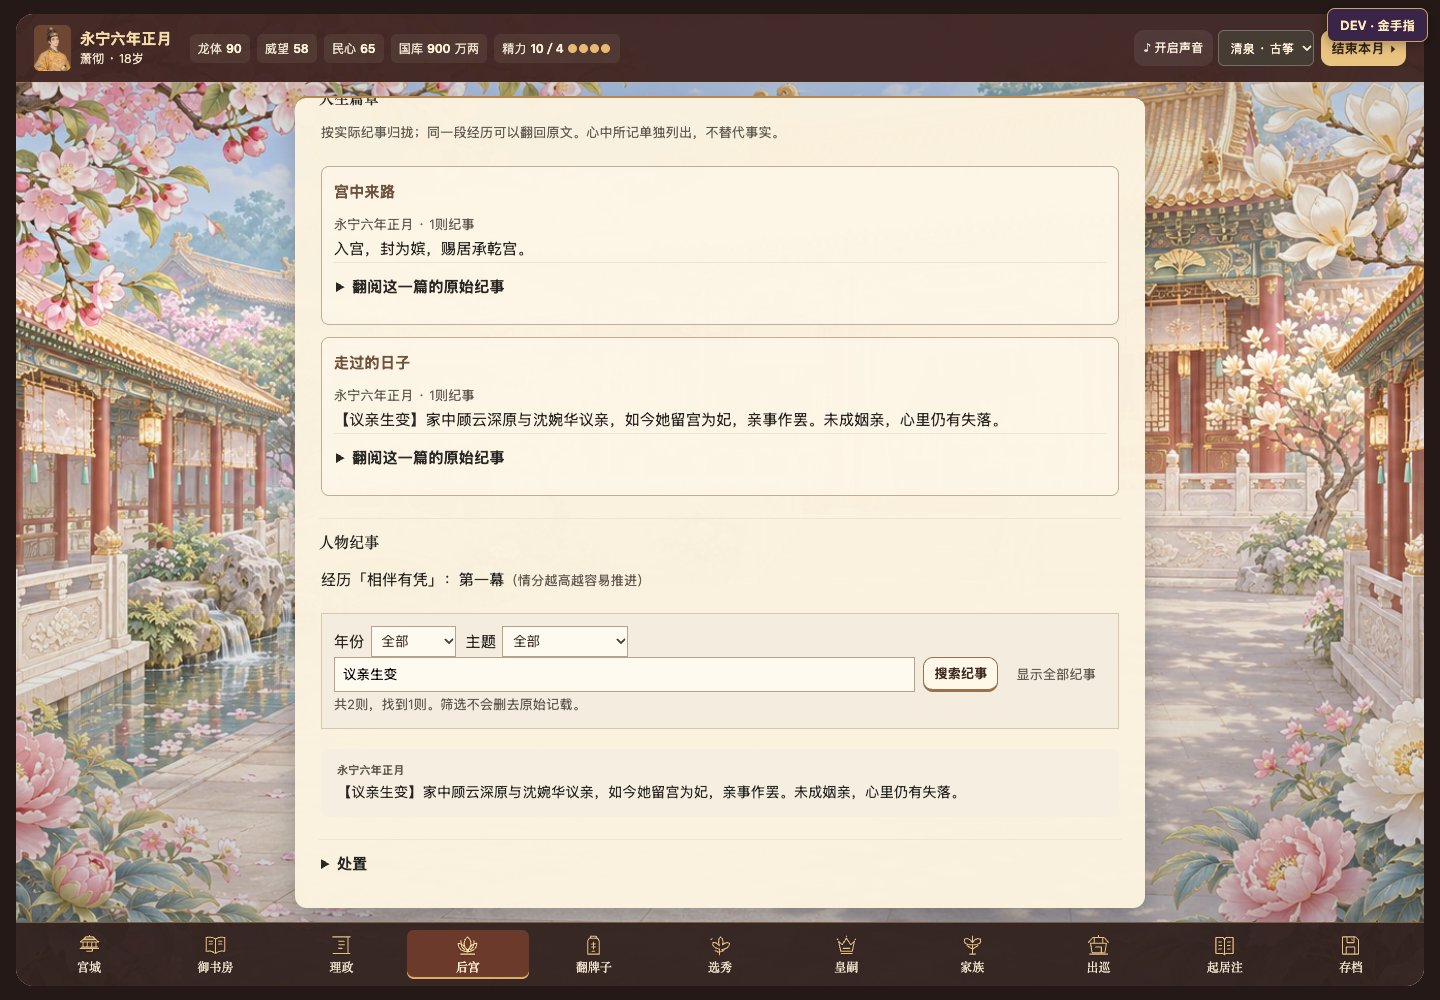 永宁六年正月
萧彻 · 18岁
龙体 90
威望 58
民心 65
国库 900 万两
精力 10 / 4
♪ 开启声音
清泉 · 古筝
结束本月
DEV · 金手指
人生篇章
按实际纪事归拢；同一段经历可以翻回原文。心中所记单独列出，不替代事实。
宫中来路
永宁六年正月 · 1则纪事
入宫，封为嫔，赐居承乾宫。
翻阅这一篇的原始纪事
走过的日子
永宁六年正月 · 1则纪事
【议亲生变】家中顾云深原与沈婉华议亲，如今她留宫为妃，亲事作罢。未成姻亲，心里仍有失落。
翻阅这一篇的原始纪事
人物纪事
经历「相伴有凭」：第一幕（情分越高越容易推进）
年份 全部 主题 全部
议亲生变
搜索纪事
显示全部纪事
共2则，找到1则。筛选不会删去原始记载。
永宁六年正月
【议亲生变】家中顾云深原与沈婉华议亲，如今她留宫为妃，亲事作罢。未成姻亲，心里仍有失落。
处置
宫城
御书房
理政
后宫
翻牌子
选秀
皇嗣
家族
出巡
起居注
存档